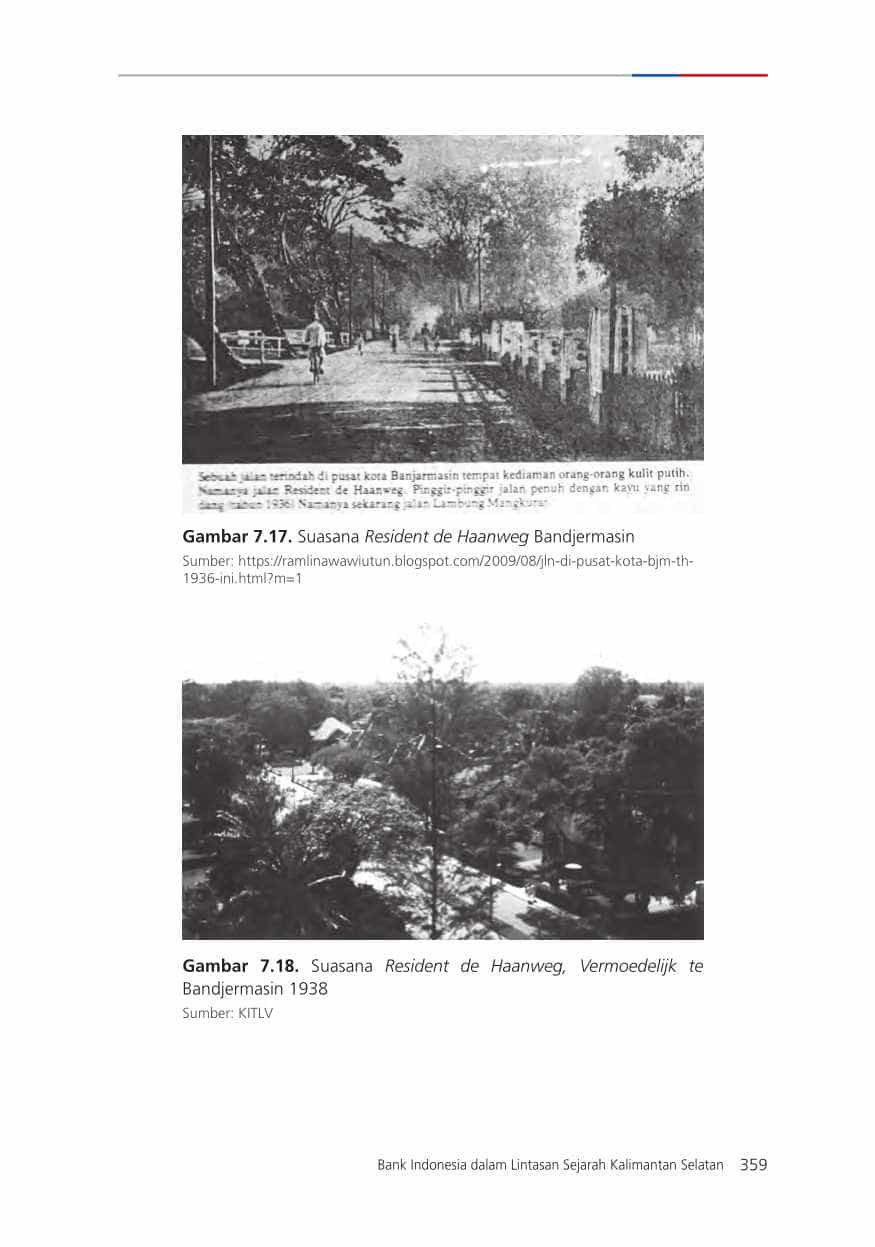 Sebuah jalan terindah di pusat kota Banjarmasin tempat kediaman orang-orang kulit putih.
Namanya jalan Resident de Haanweg. Pinggir-pinggir jalan penuh dengan kayu yang rin
dang (tahun 1936) Namanya sekarang jalan Lambung Mangkurat
Gambar 7.17. Suasana Resident de Haanweg Bandjermasin
Sumber: https://ramlinawawiutun.blogspot.com/2009/08/jln-di-pusat-kota-bjm-th-
1936-ini.html?m=1
Gambar 7.18. Suasana Resident de Haanweg, Vermoedelijk te
Bandjermasin 1938
Sumber: KITLV
Bank Indonesia dalam Lintasan Sejarah Kalimantan Selatan 359